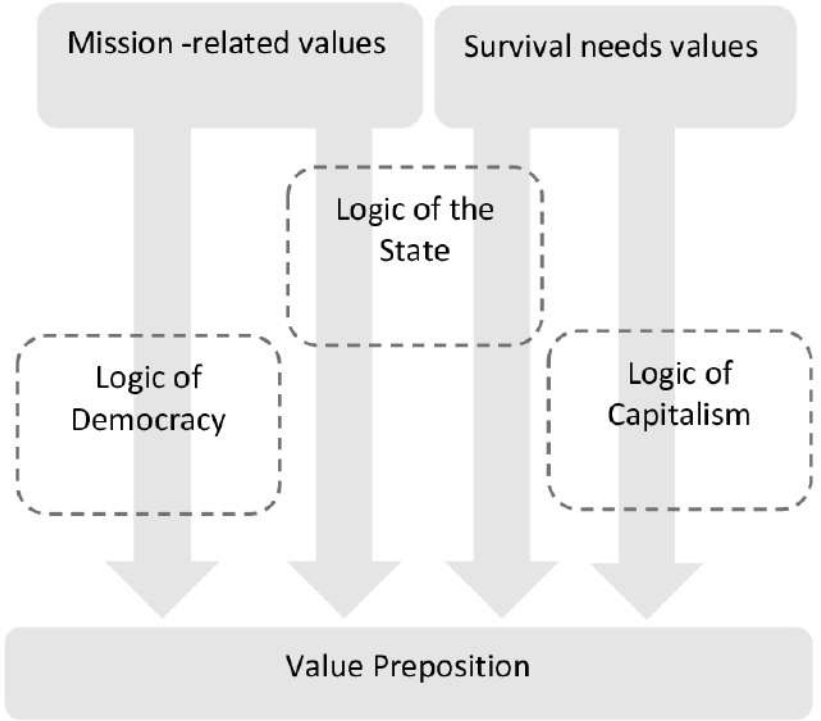 Mission -related values
Survival needs values
Logic of the
State
Logic of
Democracy
Logic of
Capitalism
Value Preposition